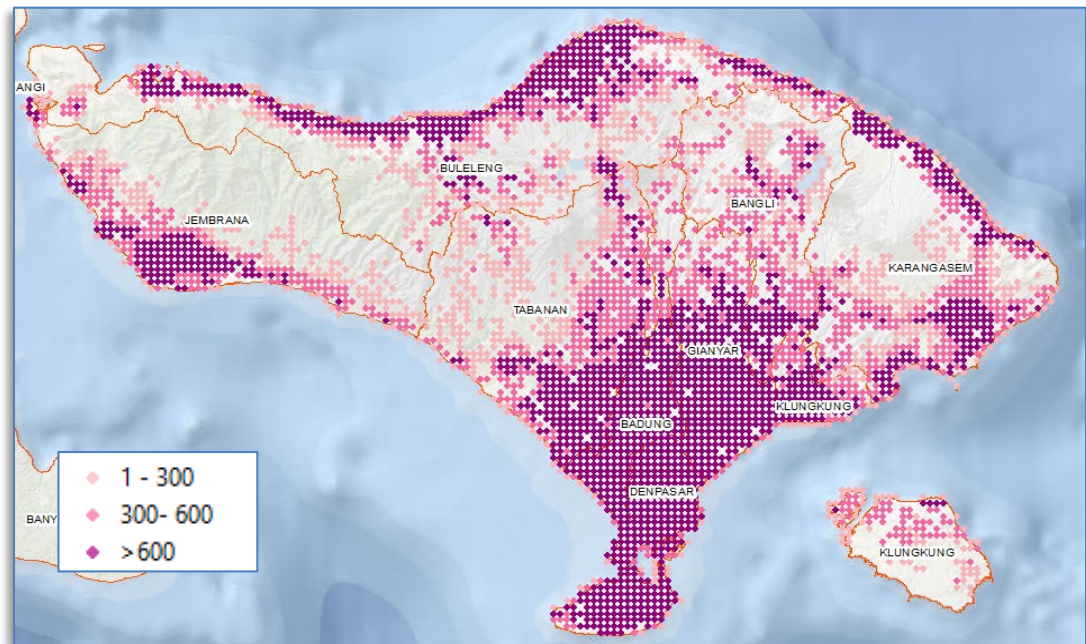 ANGI
BULELENG
JEMBRANA
BANGLI
KARANGASEM
TABANAN
GIANYAR
KLUNGKUNG
BADUNG
DENPASAR
1 - 300
300- 600
>600
BANY
KLUNGKUNG